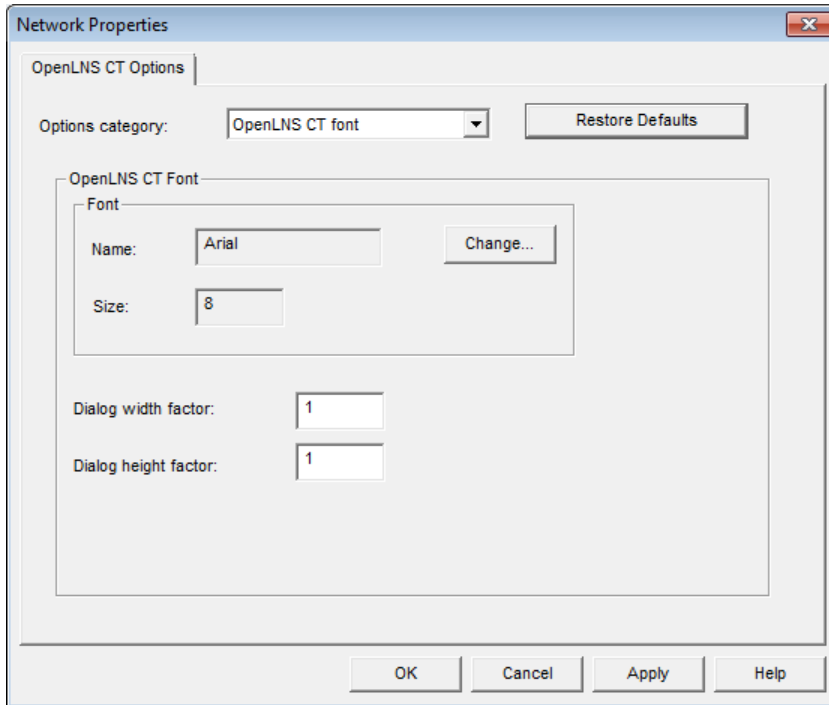 Network Properties
OpenLNS CT Options
Options category: OpenLNS CT font Restore Defaults
OpenLNS CT Font
Font
Name: Arial Change...
Size: 8
Dialog width factor: 1
Dialog height factor: 1
OK Cancel Apply Help